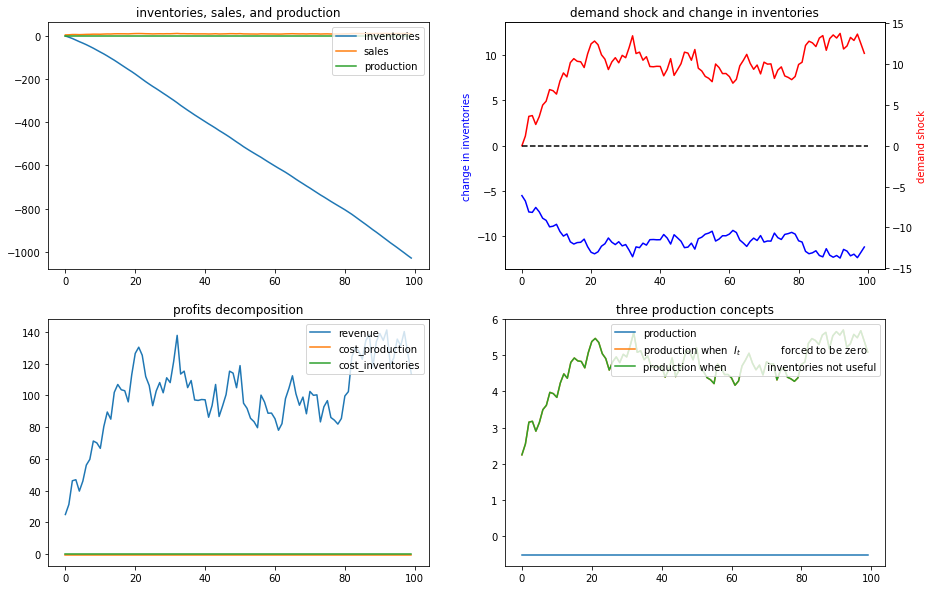 inventories, sales, and production
0
−200
−400
−600
−800
−1000
0 20 40 60 80 100
inventories
sales
production
demand shock and change in inventories
change in inventories
10
5
0
−5
−10
15
10
5
0
−5
−10
−15
demand shock
0 20 40 60 80 100
profits decomposition
140
120
100
80
60
40
20
0
0 20 40 60 80 100
revenue
cost_production
cost_inventories
three production concepts
6
5
4
3
2
1
0
0 20 40 60 80 100
production
production when I_t forced to be zero
production when inventories not useful